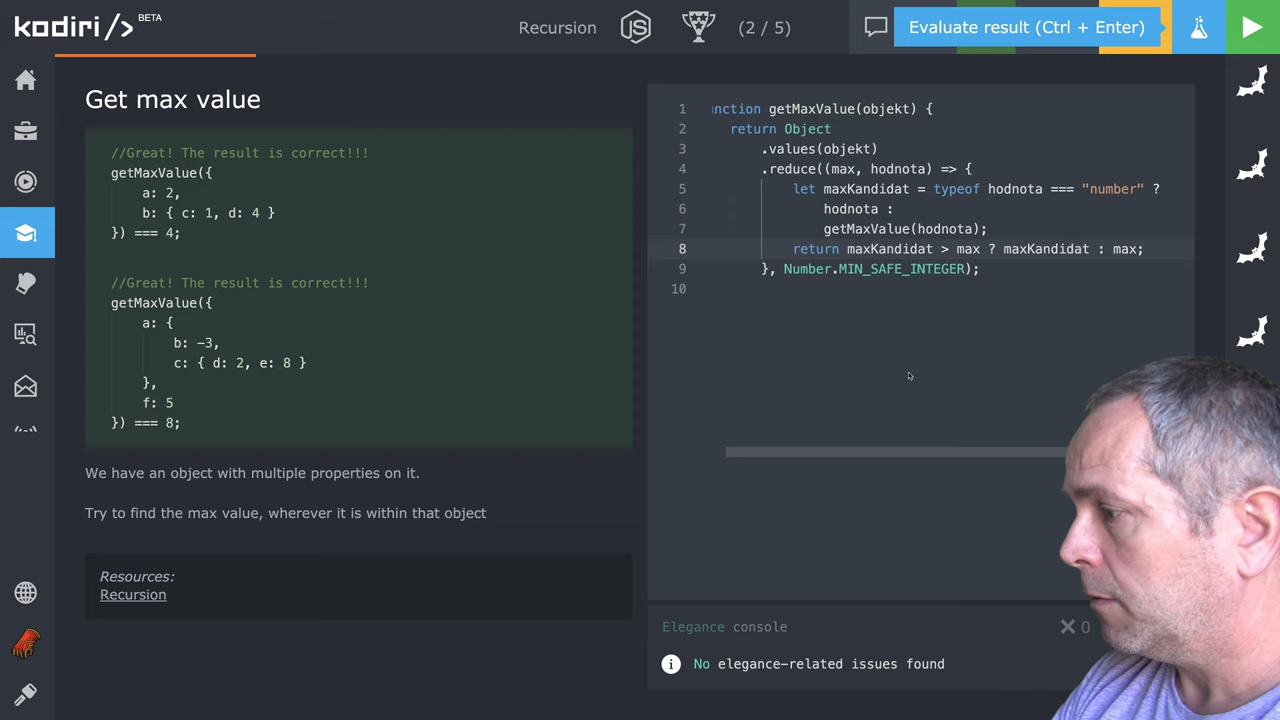 kodiri/> BETA
Recursion
JS
(2 / 5)
Evaluate result (Ctrl + Enter)
Get max value
//Great! The result is correct!!!
getMaxValue({
a: 2,
b: { c: 1, d: 4 }
}) === 4;
//Great! The result is correct!!!
getMaxValue({
a: {
b: -3,
c: { d: 2, e: 8 }
},
f: 5
}) === 8;
We have an object with multiple properties on it.
Try to find the max value, wherever it is within that object
Resources:
Recursion
1 nction getMaxValue(objekt) {
2 return Object
3 .values(objekt)
4 .reduce((max, hodnota) => {
5 let maxKandidat = typeof hodnota === "number" ?
6 hodnota :
7 getMaxValue(hodnota);
8 return maxKandidat > max ? maxKandidat : max;
9 }, Number.MIN_SAFE_INTEGER);
10
Elegance console
0
No elegance-related issues found